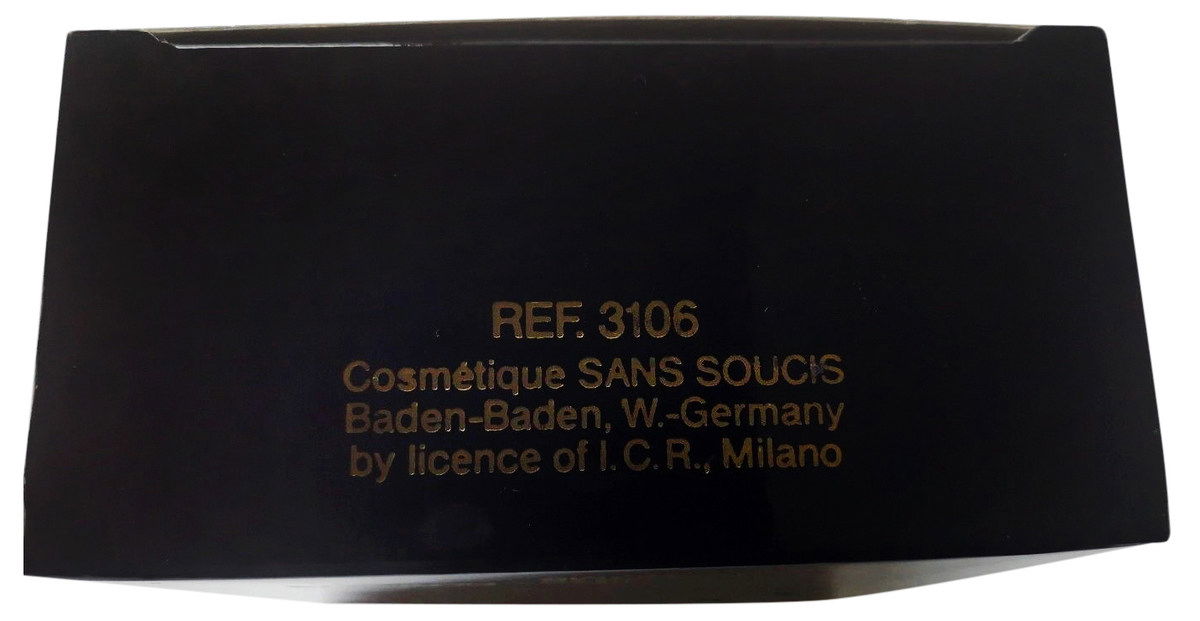 REF. 3106
Cosmétique SANS SOUCIS
Baden-Baden, W.-Germany
by licence of I.C.R., Milano